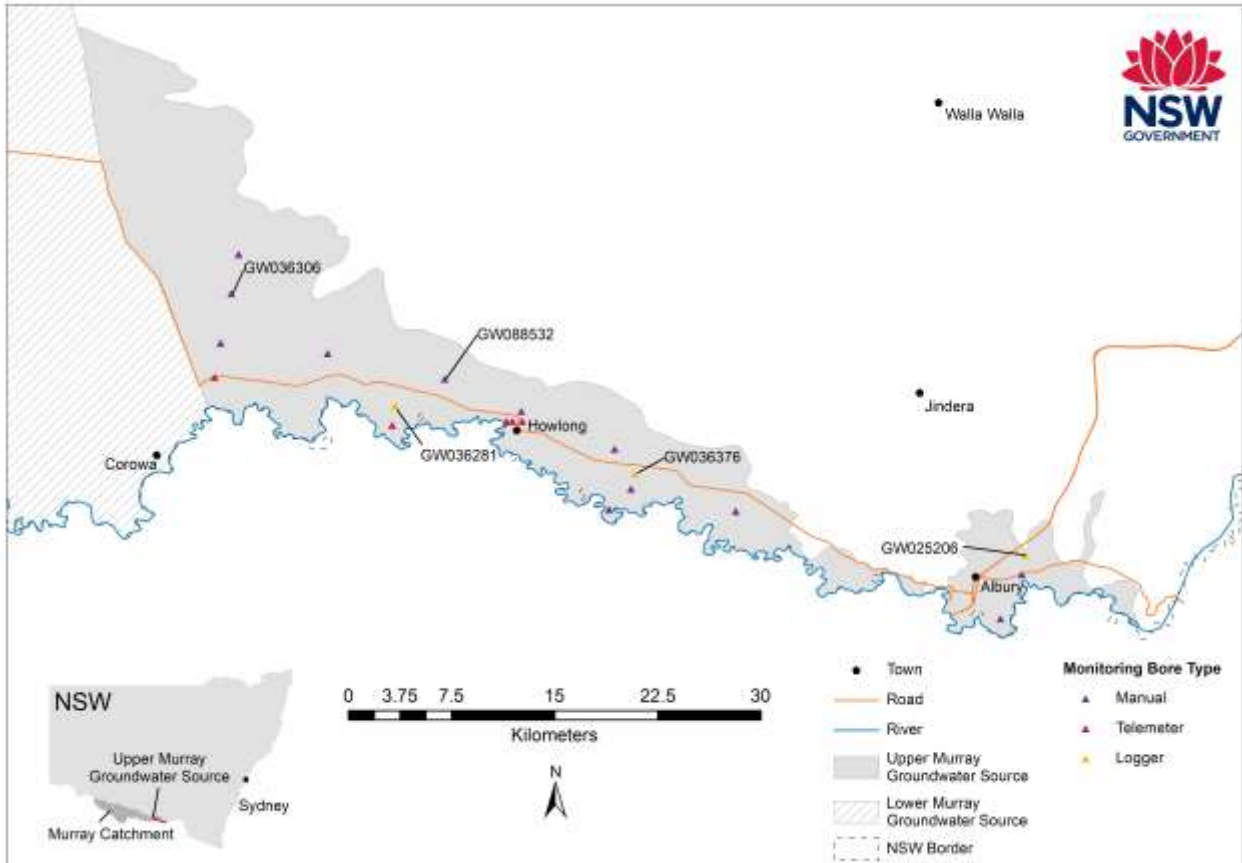 Walla Walla
NSW
GOVERNMENT
GW036306
GW088532
Jindera
Howlong
Corowa
GW036281
GW036376
GW025206
Albury
NSW
Upper Murray
Groundwater Source
Sydney
Murray Catchment
0 3.75 7.5 15 22.5 30
Kilometers
N
Town
Road
River
Upper Murray
Groundwater Source
Lower Murray
Groundwater Source
NSW Border
Monitoring Bore Type
Manual
Telemeter
Logger